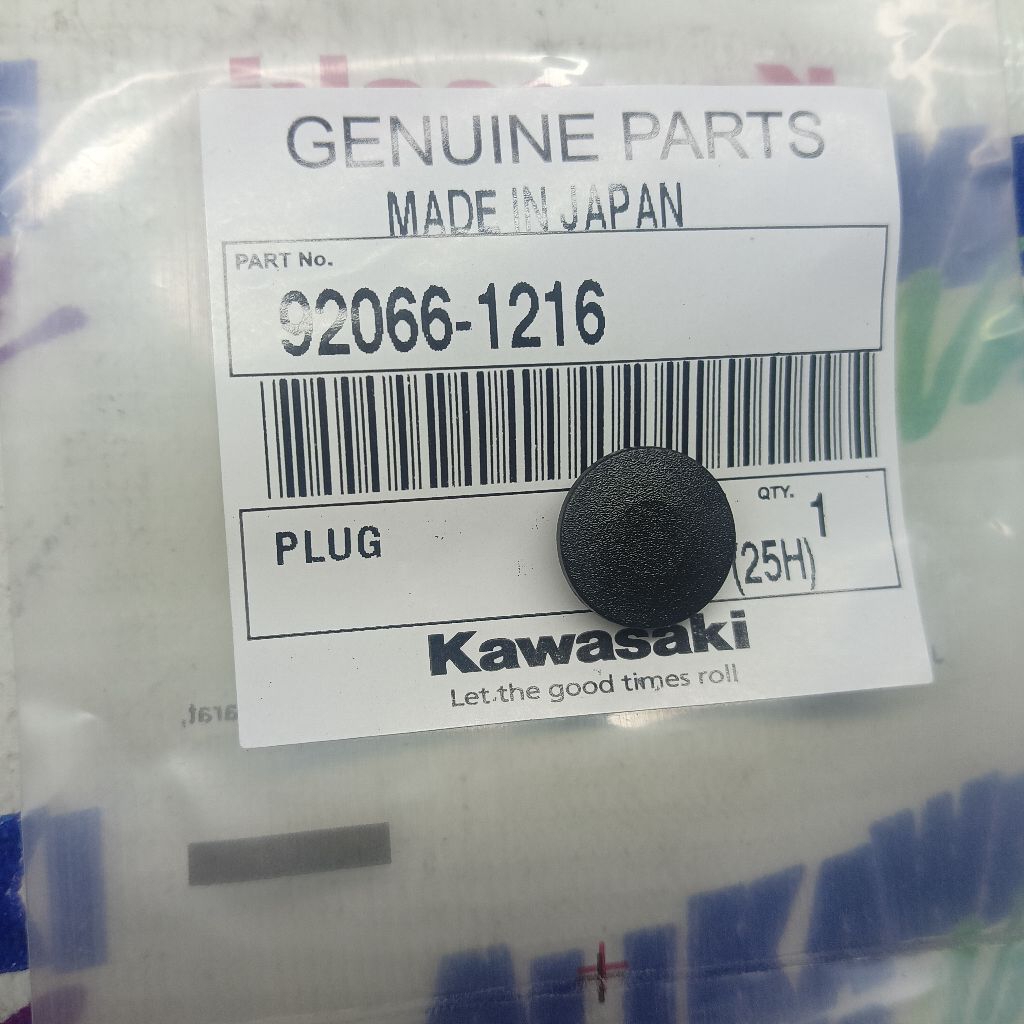 GENUINE PARTS
MADE IN JAPAN
PART No.
92066-1216
QTY. 1
PLUG
(25H)
Kawasaki
Let the good times roll